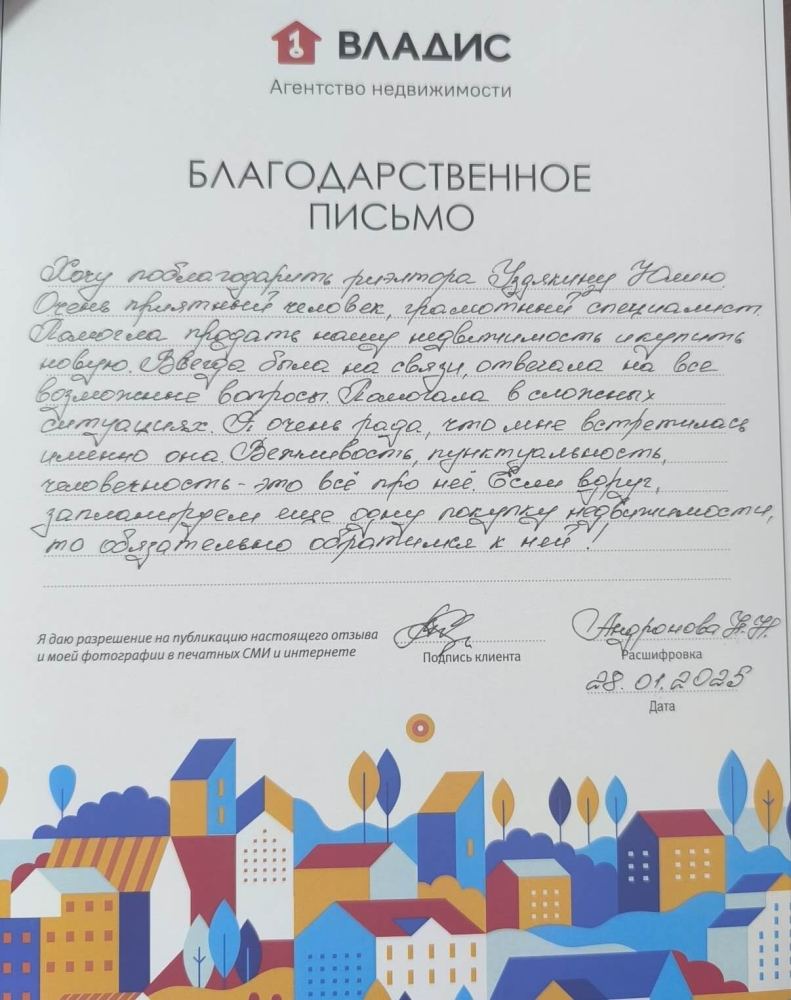 ВЛАДИС
Агентство недвижимости
БЛАГОДАРСТВЕННОЕ
ПИСЬМО
Хочу поблагодарить риэлтора Уздякину Юлию.
Очень приятный человек, грамотный специалист.
Помогла продать нашу недвижимость и купить
новую. Всегда была на связи, отвечала на все
возможные вопросы. Помогала в сложных
ситуациях. Я очень рада, что мне встретилась
именно она. Вежливость, пунктуальность,
человечность - это всё про неё. Если вдруг,
запланируем еще одну покупку недвижимости,
то обязательно обратимся к ней!
Я даю разрешение на публикацию настоящего отзыва
и моей фотографии в печатных СМИ и интернете
Подпись клиента
Андронова Н.Н.
Расшифровка
28.01.2025
Дата